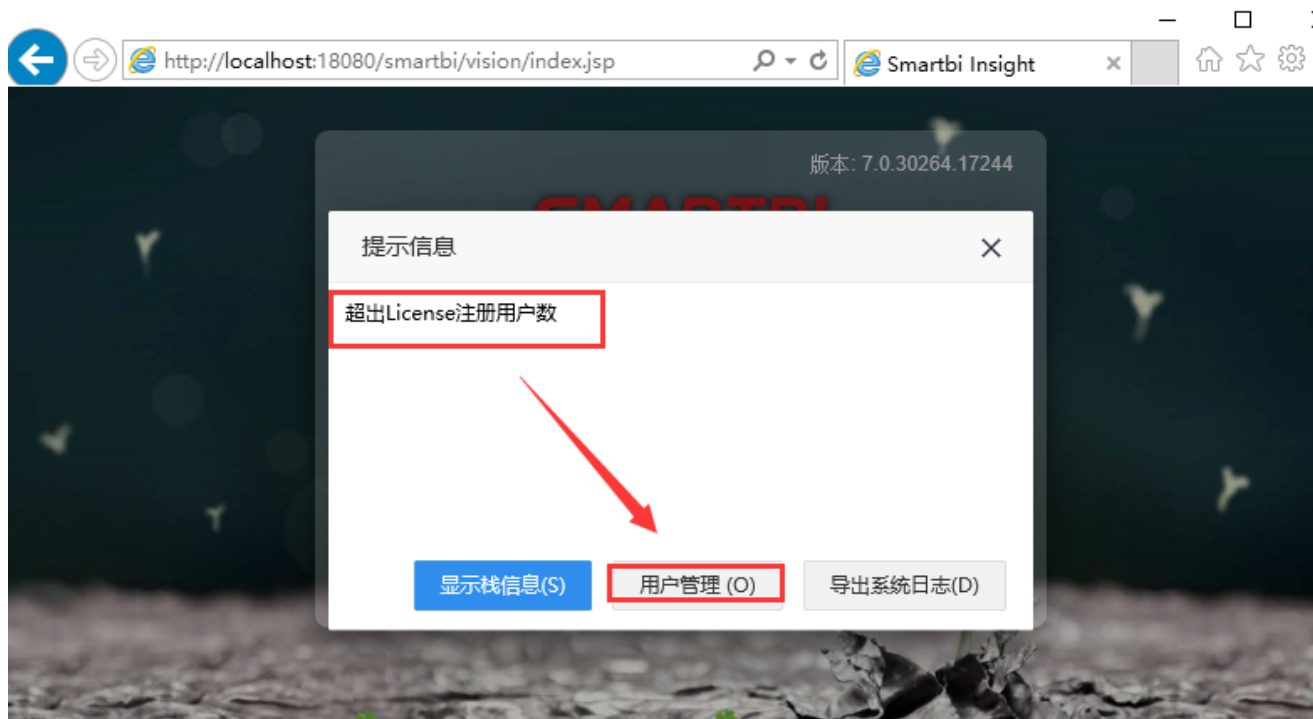 http://localhost:18080/smartbi/vision/index.jsp
Smartbi Insight
版本: 7.0.30264.17244
SMARTBI
提示信息
超出License注册用户数
显示栈信息(S)
用户管理 (O)
导出系统日志(D)